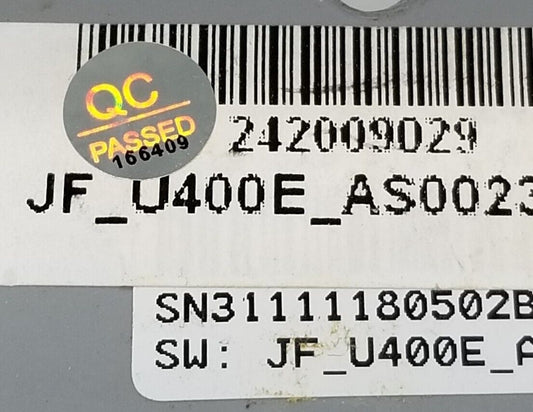 QC
PASSED
166409
242009029
JF_U400E_AS0023
SN31111180502B
SW: JF_U400E_A